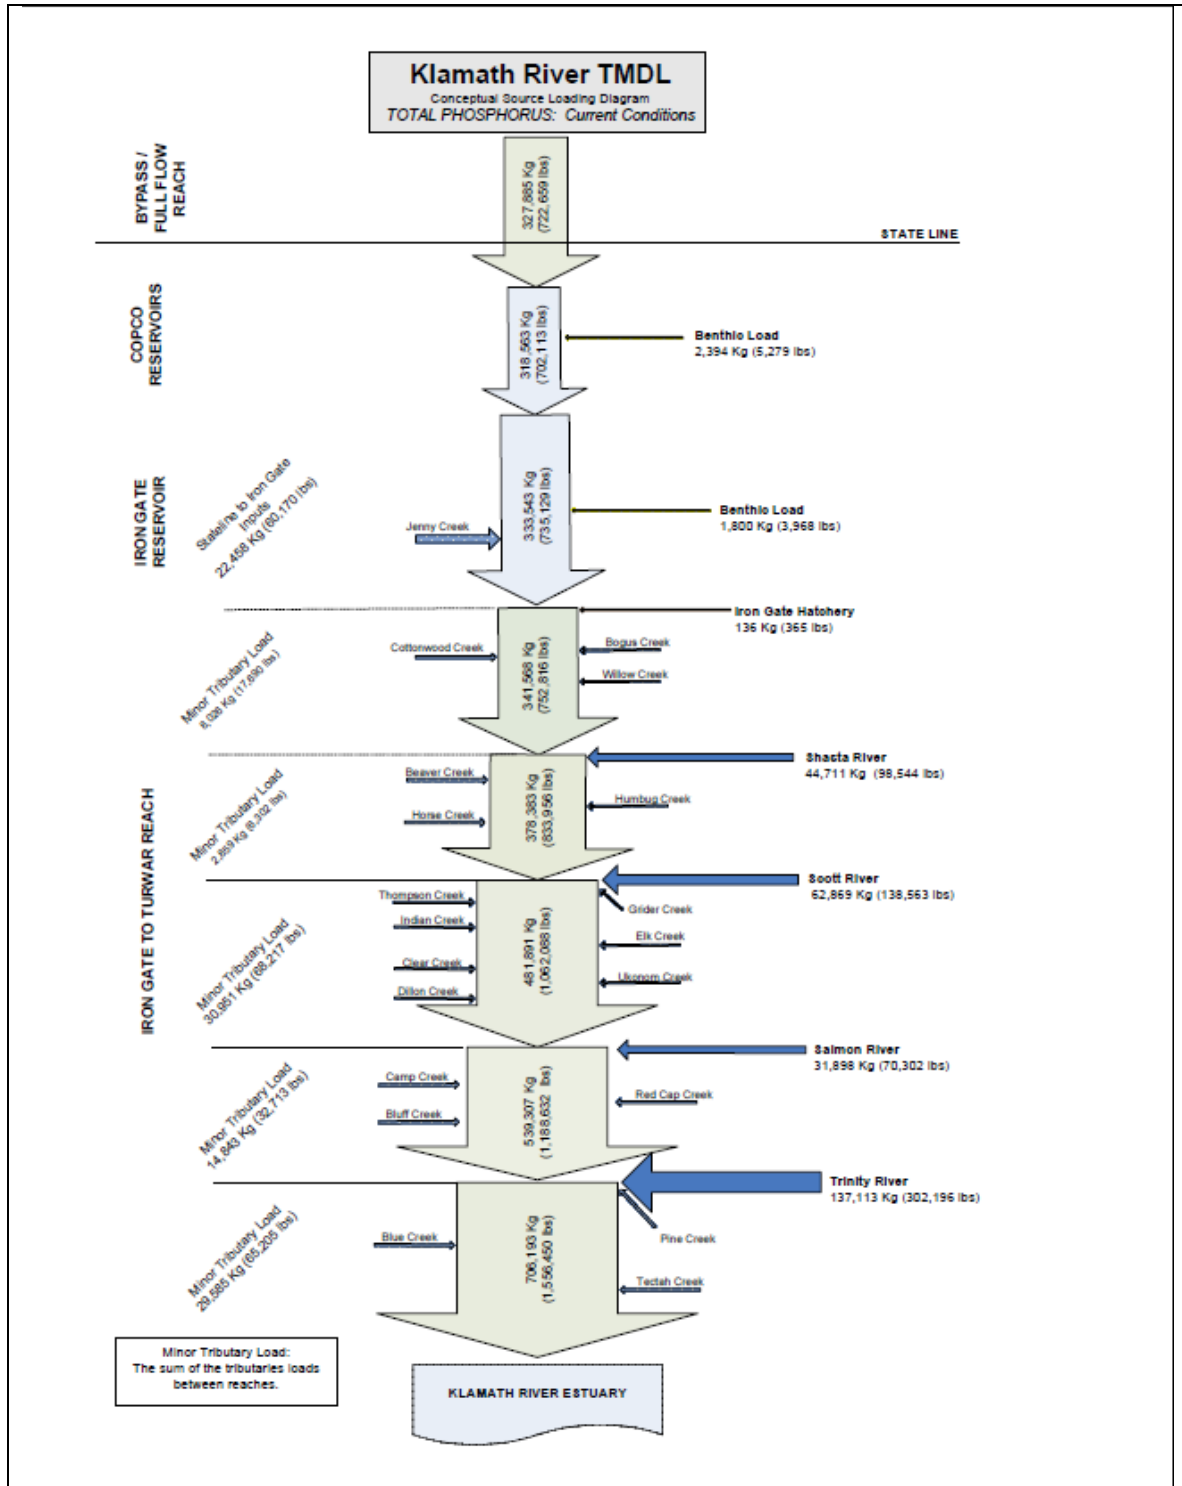 Klamath River TMDL
Conceptual Source Loading Diagram
TOTAL PHOSPHORUS: Current Conditions
BYPASS /
FULL FLOW
REACH
327,885 Kg
(722,659 lbs)
STATE LINE
COPCO
RESERVOIRS
318,563 Kg
(702,113 lbs)
Benthic Load
2,394 Kg (5,279 lbs)
IRON GATE
RESERVOIR
Stateline to Iron Gate
Inputs
22,458 Kg (60,170 lbs)
Jenny Creek
333,543 Kg
(735,129 lbs)
Benthic Load
1,800 Kg (3,968 lbs)
Iron Gate Hatchery
136 Kg (365 lbs)
IRON GATE TO TURWAR REACH
Minor Tributary Load
8,026 Kg (17,690 lbs)
Cottonwood Creek
341,568 Kg
(752,816 lbs)
Bogus Creek
Willow Creek
Shasta River
44,711 Kg (98,544 lbs)
Minor Tributary Load
2,859 Kg (6,302 lbs)
Beaver Creek
Horse Creek
378,383 Kg
(833,956 lbs)
Humbug Creek
Scott River
62,869 Kg (138,563 lbs)
Minor Tributary Load
30,951 Kg (68,217 lbs)
Thompson Creek
Indian Creek
Clear Creek
Dillon Creek
481,891 Kg
(1,062,088 lbs)
Grider Creek
Elk Creek
Ukonom Creek
Salmon River
31,898 Kg (70,302 lbs)
Minor Tributary Load
14,843 Kg (32,713 lbs)
Camp Creek
Bluff Creek
539,307 Kg
(1,188,632 lbs)
Red Cap Creek
Trinity River
137,113 Kg (302,196 lbs)
Minor Tributary Load
29,585 Kg (65,205 lbs)
Blue Creek
706,193 Kg
(1,556,450 lbs)
Pine Creek
Tectah Creek
Minor Tributary Load:
The sum of the tributaries loads
between reaches.
KLAMATH RIVER ESTUARY